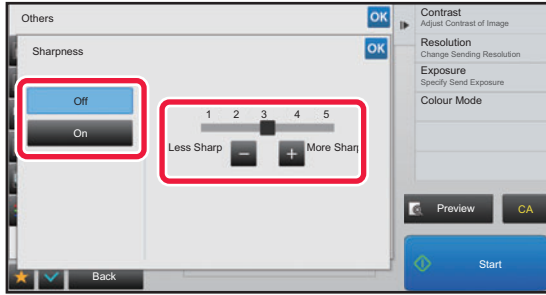 Others
OK
Sharpness
OK
Off
On
1 2 3 4 5
Less Sharp
−
+
More Sharp
Back
Contrast
Adjust Contrast of Image
Resolution
Change Sending Resolution
Exposure
Specify Send Exposure
Colour Mode
Preview
CA
Start